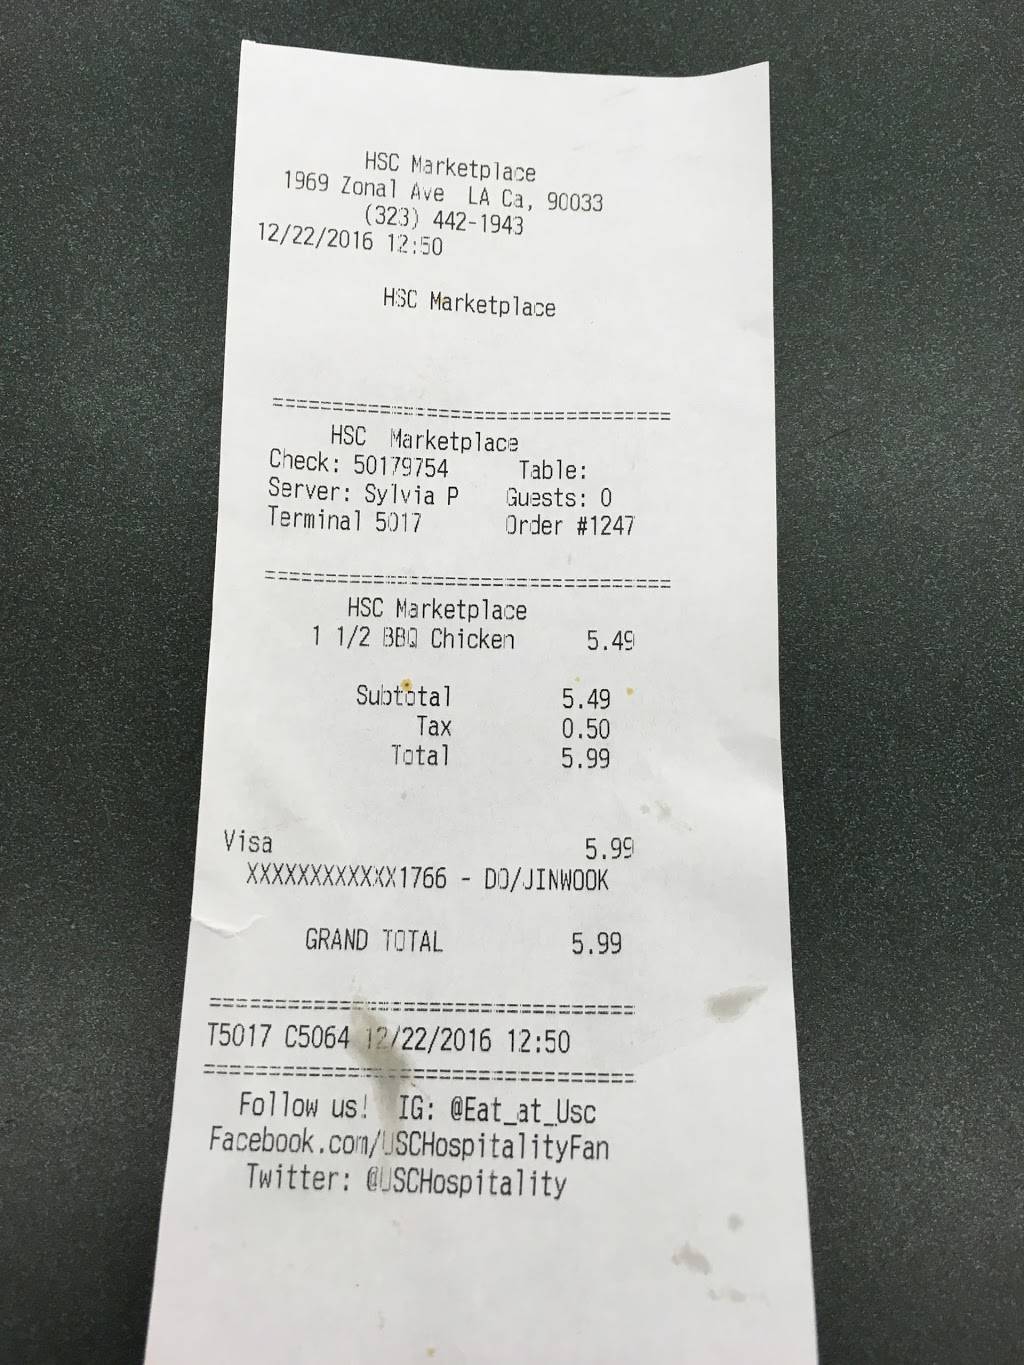 HSC Marketplace
1969 Zonal Ave LA Ca, 90033
(323) 442-1943
12/22/2016 12:50
HSC Marketplace
==================================
HSC Marketplace
Check: 50179754 Table:
Server: Sylvia P Guests: 0
Terminal 5017 Order #1247
==================================
HSC Marketplace
1 1/2 BBQ Chicken 5.49
Subtotal 5.49
Tax 0.50
Total 5.99
Visa 5.99
XXXXXXXXXXXX1766 - DO/JINWOOK
GRAND TOTAL 5.99
==================================
T5017 C5064 12/22/2016 12:50
==================================
Follow us! IG: @Eat_at_Usc
Facebook.com/USCHospitalityFan
Twitter: @USCHospitality